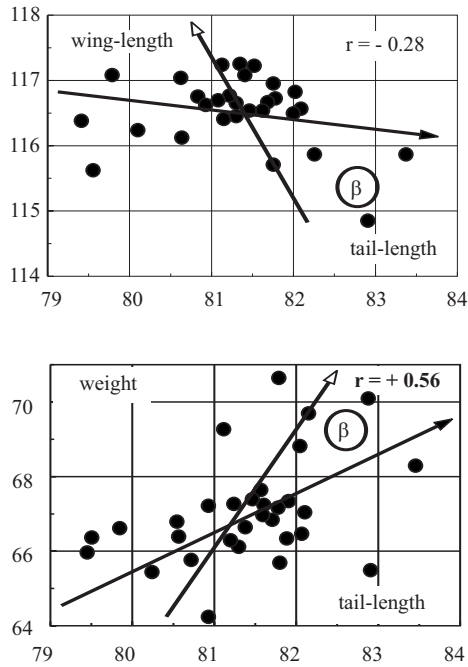 118
wing-length
r = - 0.28
117
116
β
115
tail-length
114
79 80 81 82 83 84
weight
r = + 0.56
70
β
68
66
tail-length
64
79 80 81 82 83 84